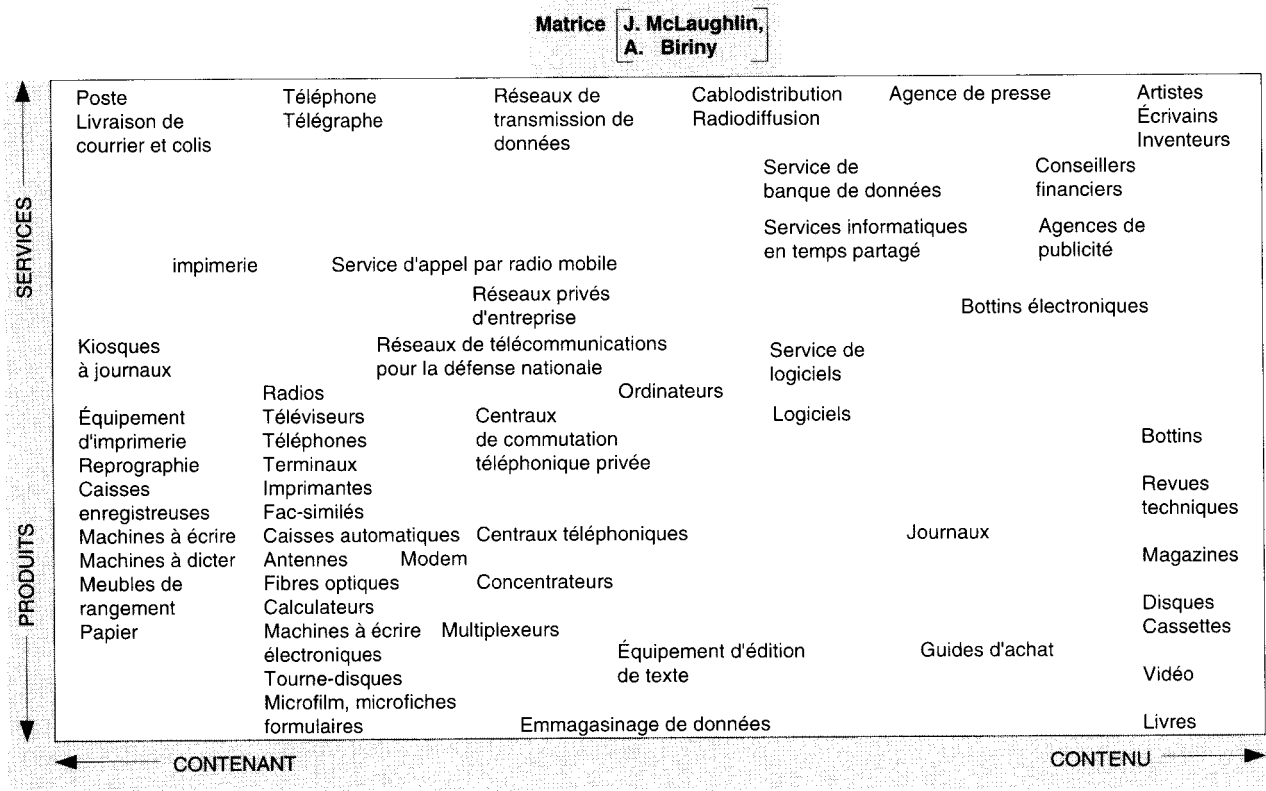 Matrice [J. McLaughlin,
A. Biriny]
SERVICES
PRODUITS
Poste
Livraison de
courrier et colis
Téléphone
Télégraphe
Réseaux de
transmission de
données
Cablodistribution
Radiodiffusion
Agence de presse
Artistes
Écrivains
Inventeurs
Service de
banque de données
Conseillers
financiers
Services informatiques
en temps partagé
Agences de
publicité
impimerie
Service d'appel par radio mobile
Réseaux privés
d'entreprise
Bottins électroniques
Kiosques
à journaux
Réseaux de télécommunications
pour la défense nationale
Service de
logiciels
Ordinateurs
Logiciels
Équipement
d'imprimerie
Reprographie
Caisses
enregistreuses
Machines à écrire
Machines à dicter
Meubles de
rangement
Papier
Radios
Téléviseurs
Téléphones
Terminaux
Imprimantes
Fac-similés
Caisses automatiques
Antennes
Modem
Fibres optiques
Calculateurs
Machines à écrire
électroniques
Tourne-disques
Microfilm, microfiches
formulaires
Centraux
de commutation
téléphonique privée
Centraux téléphoniques
Concentrateurs
Multiplexeurs
Équipement d'édition
de texte
Emmagasinage de données
Journaux
Guides d'achat
Bottins
Revues
techniques
Magazines
Disques
Cassettes
Vidéo
Livres
CONTENANT
CONTENU